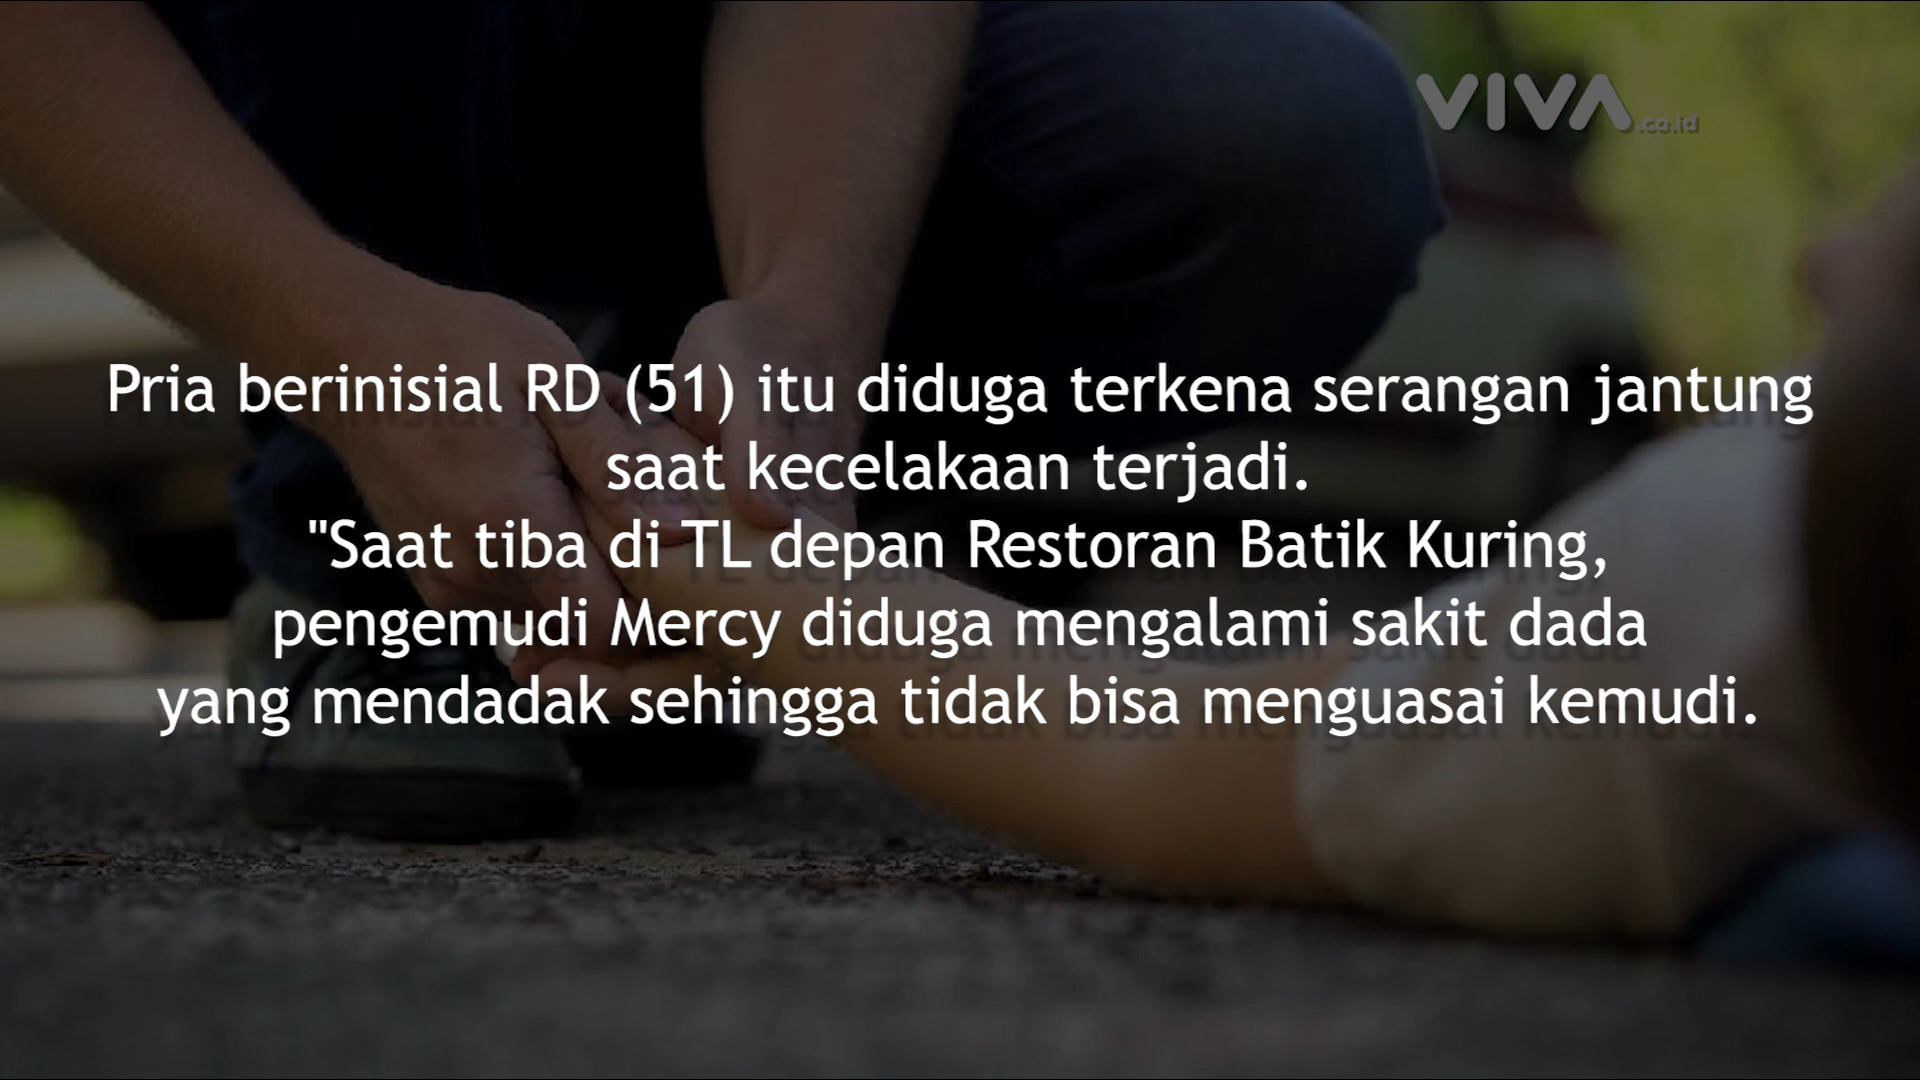 VIVA.co.id
Pria berinisial RD (51) itu diduga terkena serangan jantung
saat kecelakaan terjadi.
"Saat tiba di TL depan Restoran Batik Kuring,
pengemudi Mercy diduga mengalami sakit dada
yang mendadak sehingga tidak bisa menguasai kemudi.